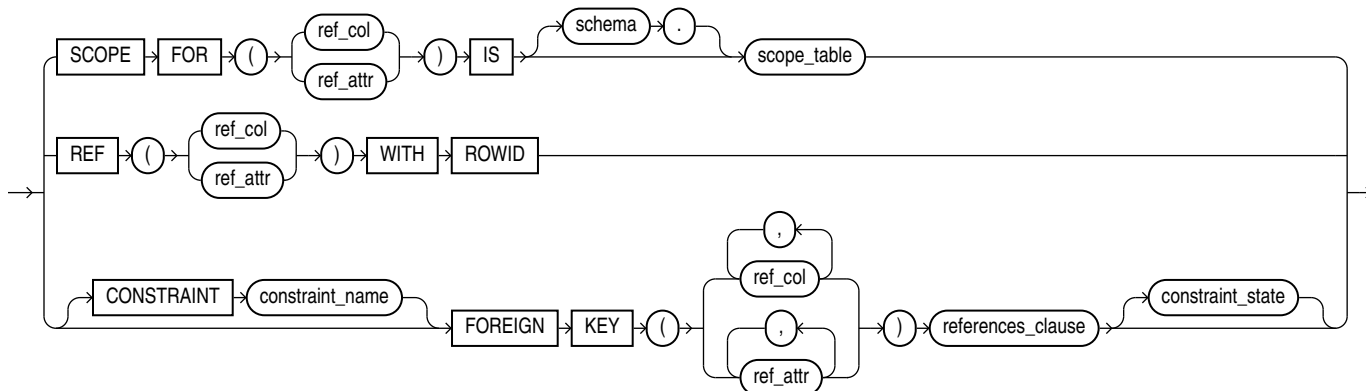 schema .
ref_col
SCOPE FOR ( ) IS scope_table
ref_attr
ref_col
REF ( ) WITH ROWID
ref_attr
,
ref_col
CONSTRAINT constraint_name constraint_state
FOREIGN KEY ( , ) references_clause
ref_attr